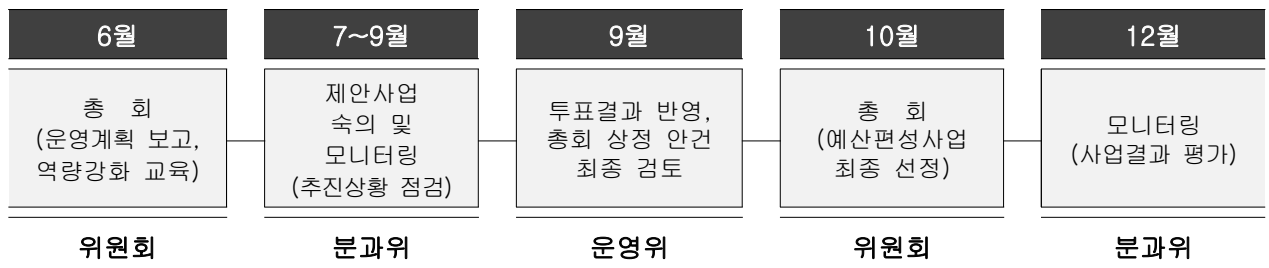 6월
총 회
(운영계획 보고,
역량강화 교육)
위원회
7~9월
제안사업
숙의 및
모니터링
(추진상황 점검)
분과위
9월
투표결과 반영,
총회 상정 안건
최종 검토
운영위
10월
총 회
(예산편성사업
최종 선정)
위원회
12월
모니터링
(사업결과 평가)
분과위